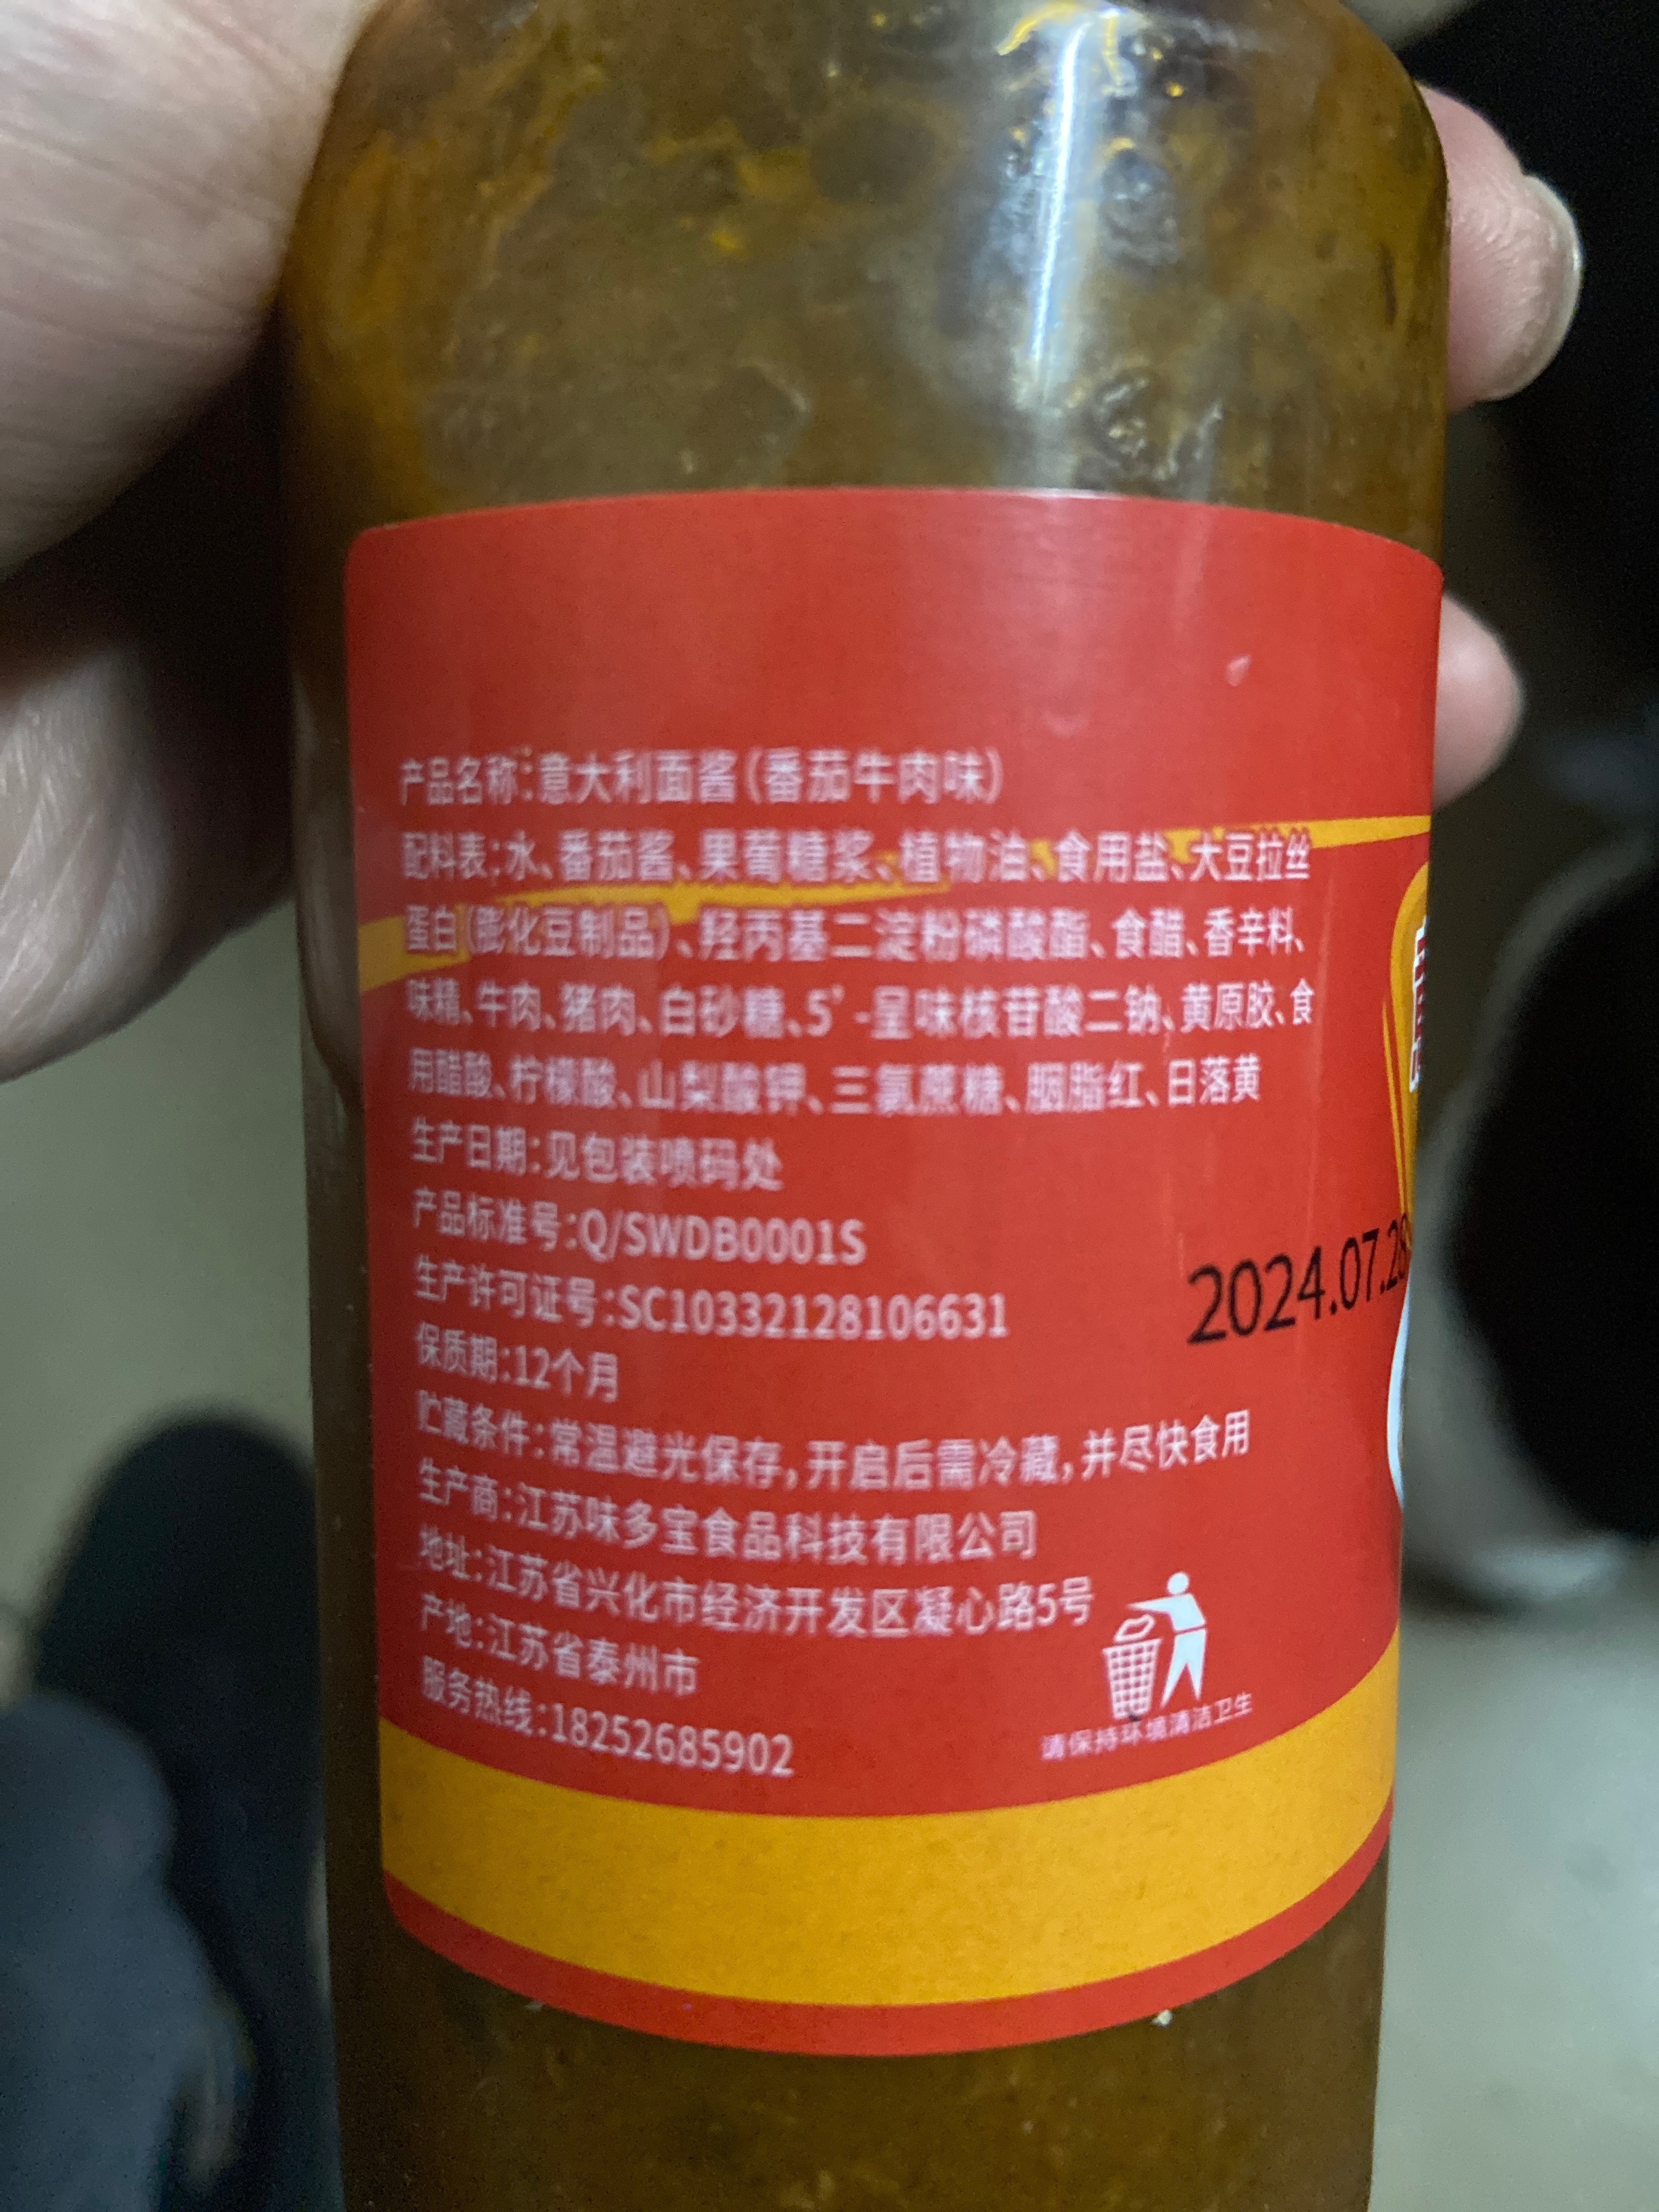 产品名称：意大利面酱（番茄牛肉味）
配料表：水、番茄酱、果葡糖浆、植物油、食用盐、大豆拉丝
蛋白（膨化豆制品）、羟丙基二淀粉磷酸酯、食醋、香辛料、
味精、牛肉、猪肉、白砂糖、5’-呈味核苷酸二钠、黄原胶、食
用醋酸、柠檬酸、山梨酸钾、三氯蔗糖、胭脂红、日落黄
生产日期：见包装喷码处
产品标准号：Q/SWDB0001S
生产许可证号：SC10332128106631
2024.07.28
保质期：12个月
贮藏条件：常温避光保存，开启后需冷藏，并尽快食用
生产商：江苏味多宝食品科技有限公司
地址：江苏省兴化市经济开发区凝心路5号
产地：江苏省泰州市
服务热线：18252685902
请保持环境清洁卫生